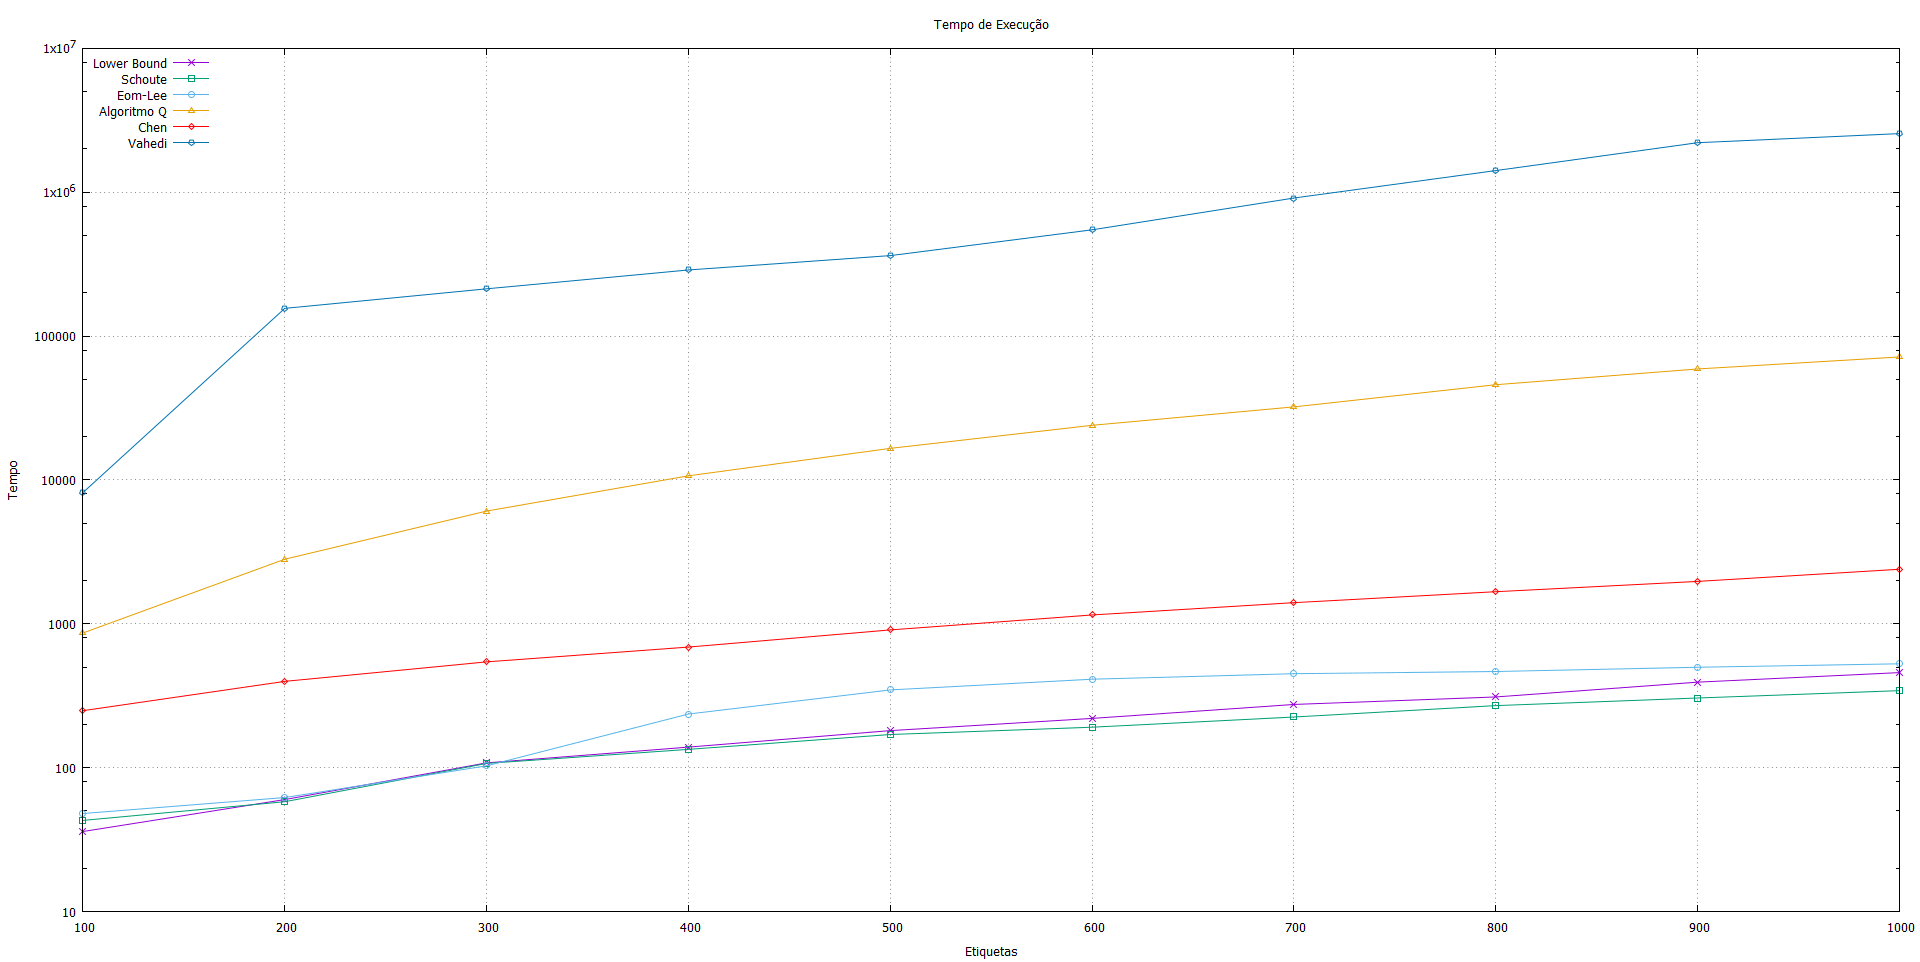 Tempo de Execução
1x10^7
1x10^6
100000
10000
1000
100
10
Tempo
Lower Bound
Schoute
Eom-Lee
Algoritmo Q
Chen
Vahedi
100 200 300 400 500 600 700 800 900 1000
Etiquetas